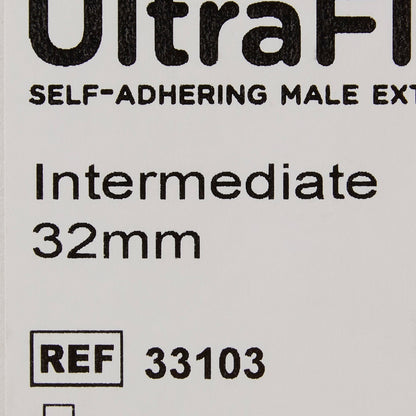 UltraFl
SELF-ADHERING MALE EXT
Intermediate
32mm
REF 33103